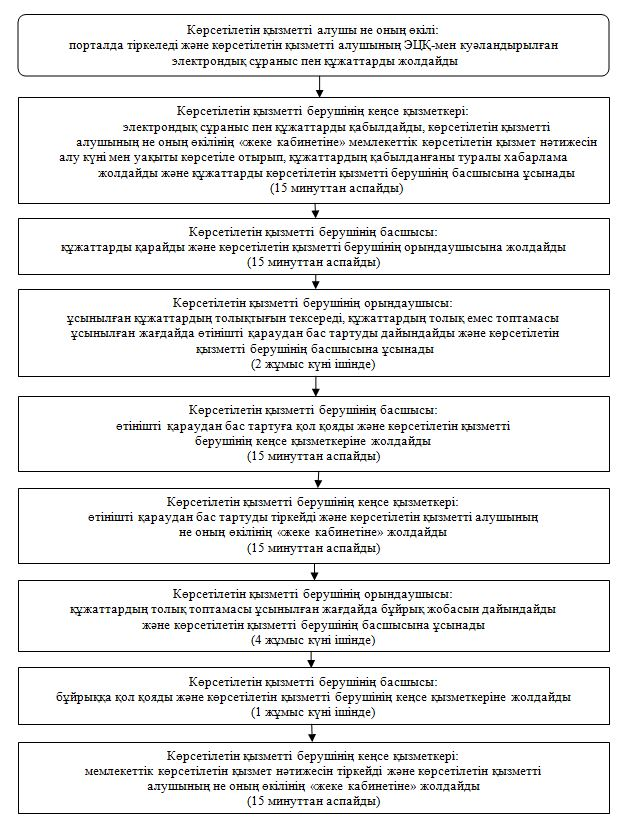 Көрсетілетін қызметті алушы не оның өкілі:
порталда тіркеледі және көрсетілетін қызметті алушының ЭЦҚ-мен куәландырылған
электрондық сұраныс пен құжаттарды жолдайды
Көрсетілетін қызметті берушінің кеңсе қызметкері:
электрондық сұраныс пен құжаттарды қабылдайды, көрсетілетін қызметті
алушының не оның өкілінің «жеке кабинетіне» мемлекеттік көрсетілетін қызмет нәтижесін
алу күні мен уақыты көрсетіле отырып, құжаттардың қабылданғаны туралы хабарлама
жолдайды және құжаттарды көрсетілетін қызметті берушінің басшысына ұсынады
(15 минуттан аспайды)
Көрсетілетін қызметті берушінің басшысы:
құжаттарды қарайды және көрсетілетін қызметті берушінің орындаушысына жолдайды
(15 минуттан аспайды)
Көрсетілетін қызметті берушінің орындаушысы:
ұсынылған құжаттардың толықтығын тексереді, құжаттардың толық емес топтамасы
ұсынылған жағдайда өтінішті қараудан бас тартуды дайындайды және көрсетілетін
қызметті берушінің басшысына ұсынады
(2 жұмыс күні ішінде)
Көрсетілетін қызметті берушінің басшысы:
өтінішті қараудан бас тартуға қол қояды және көрсетілетін қызметті
берушінің кеңсе қызметкеріне жолдайды
(15 минуттан аспайды)
Көрсетілетін қызметті берушінің кеңсе қызметкері:
өтінішті қараудан бас тартуды тіркейді және көрсетілетін қызметті алушының
не оның өкілінің «жеке кабинетіне» жолдайды
(15 минуттан аспайды)
Көрсетілетін қызметті берушінің орындаушысы:
құжаттардың толық топтамасы ұсынылған жағдайда бұйрық жобасын дайындайды
және көрсетілетін қызметті берушінің басшысына ұсынады
(4 жұмыс күні ішінде)
Көрсетілетін қызметті берушінің басшысы:
бұйрыққа қол қояды және көрсетілетін қызметті берушінің кеңсе қызметкеріне жолдайды
(1 жұмыс күні ішінде)
Көрсетілетін қызметті берушінің кеңсе қызметкері:
мемлекеттік көрсетілетін қызмет нәтижесін тіркейді және көрсетілетін қызметті
алушының не оның өкілінің «жеке кабинетіне» жолдайды
(15 минуттан аспайды)